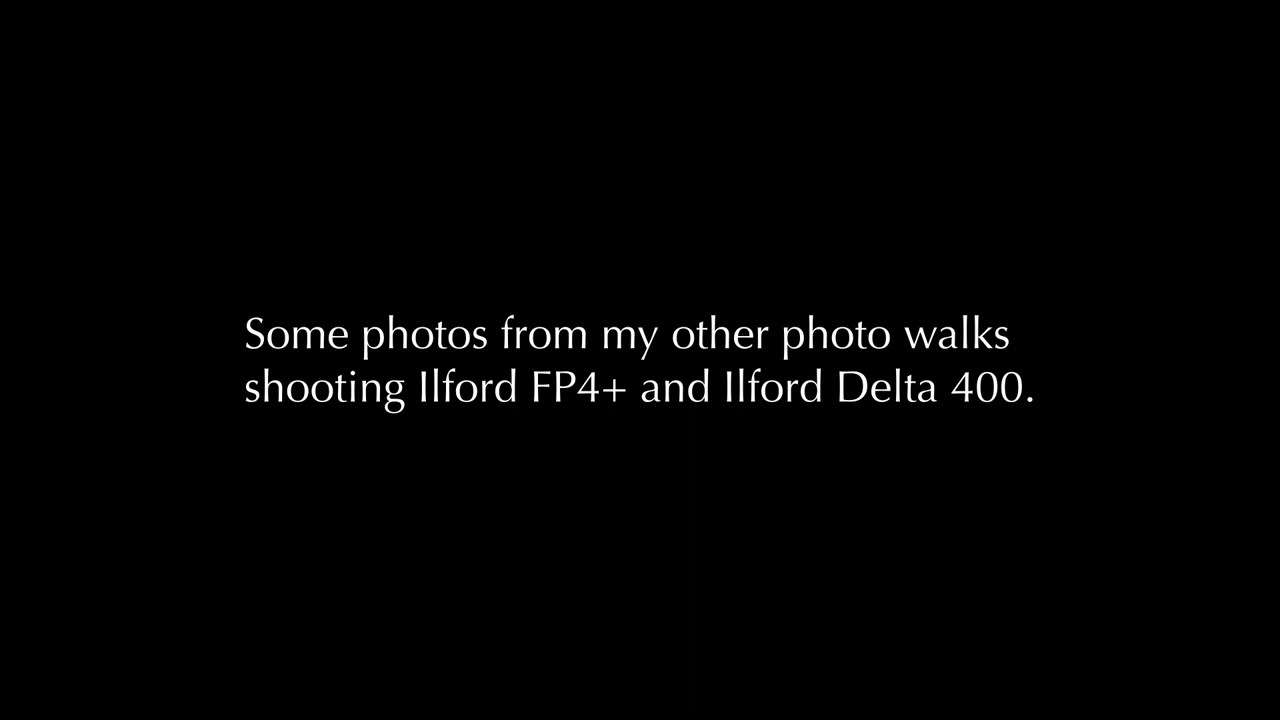 Some photos from my other photo walks
shooting Ilford FP4+ and Ilford Delta 400.